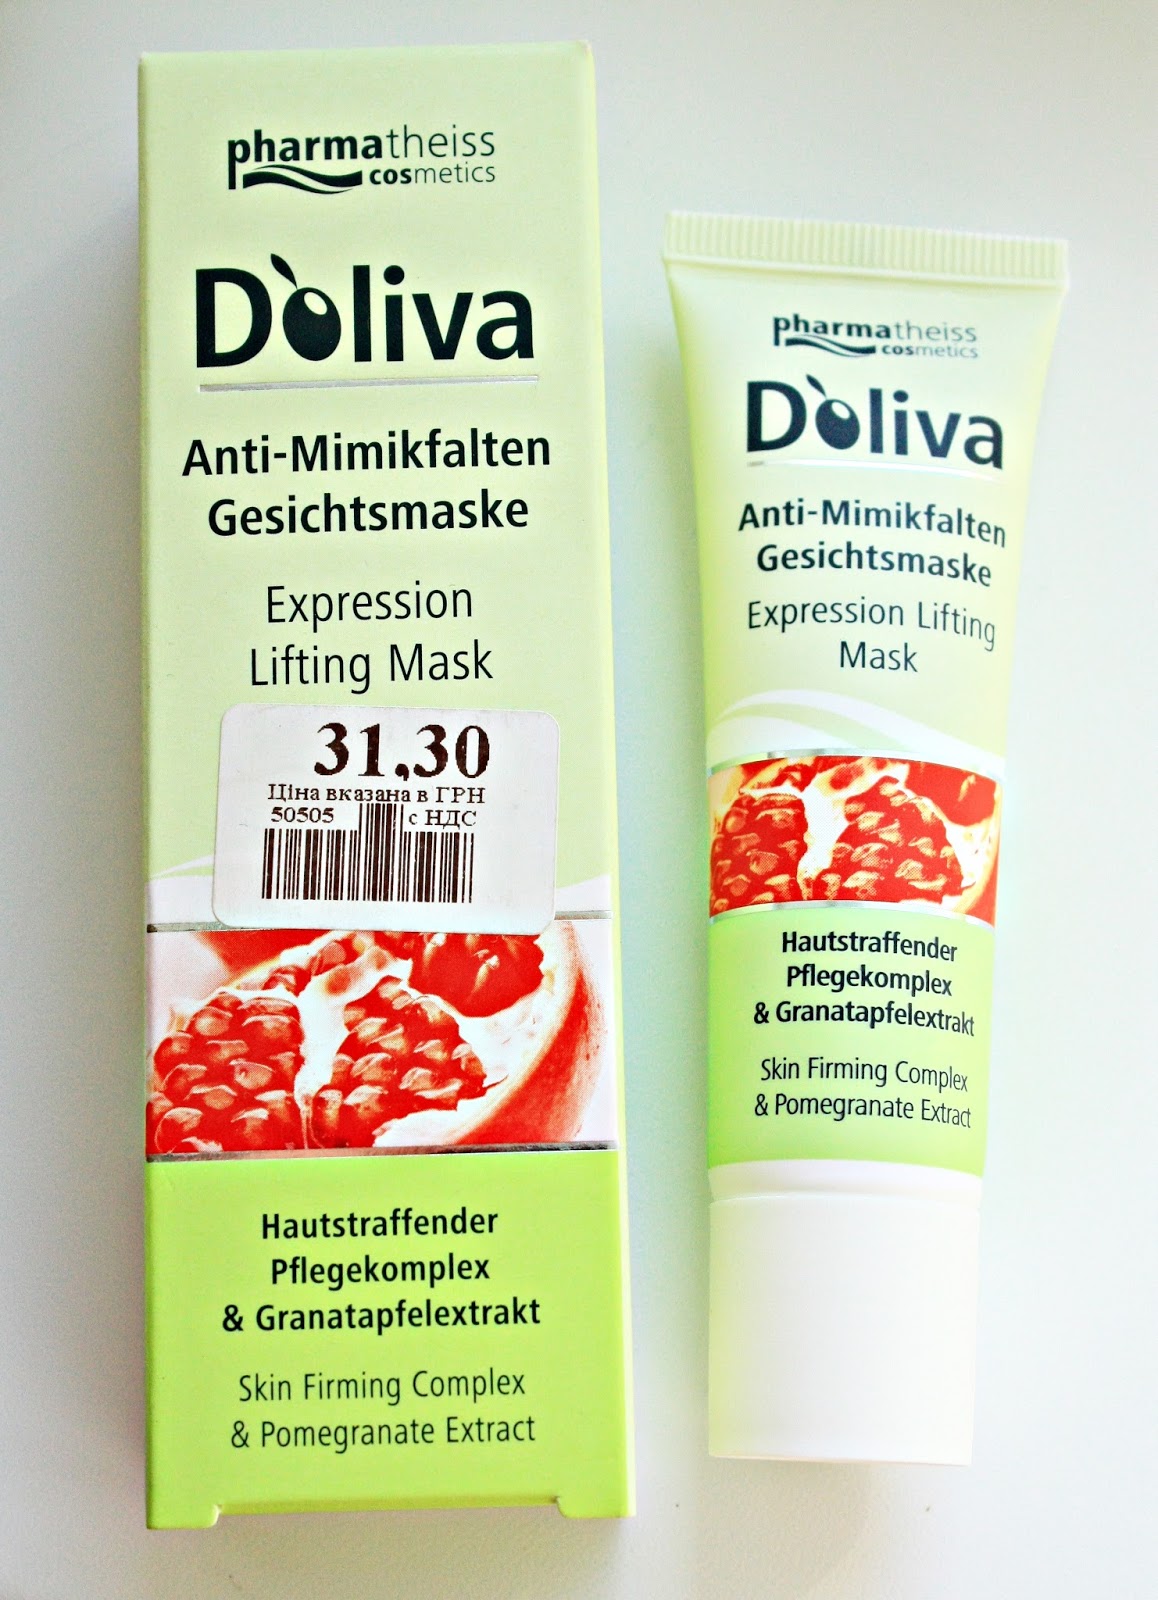 pharmatheiss
cosmetics
D'oliva
Anti-Mimikfalten
Gesichtsmaske
Expression
Lifting Mask
31,30
Ціна вказана в ГРН
50505 с НДС
Hautstraffender
Pflegekomplex
& Granatapfelextrakt
Skin Firming Complex
& Pomegranate Extract
pharmatheiss
cosmetics
D'oliva
Anti-Mimikfalten
Gesichtsmaske
Expression Lifting
Mask
Hautstraffender
Pflegekomplex
& Granatapfelextrakt
Skin Firming Complex
& Pomegranate Extract